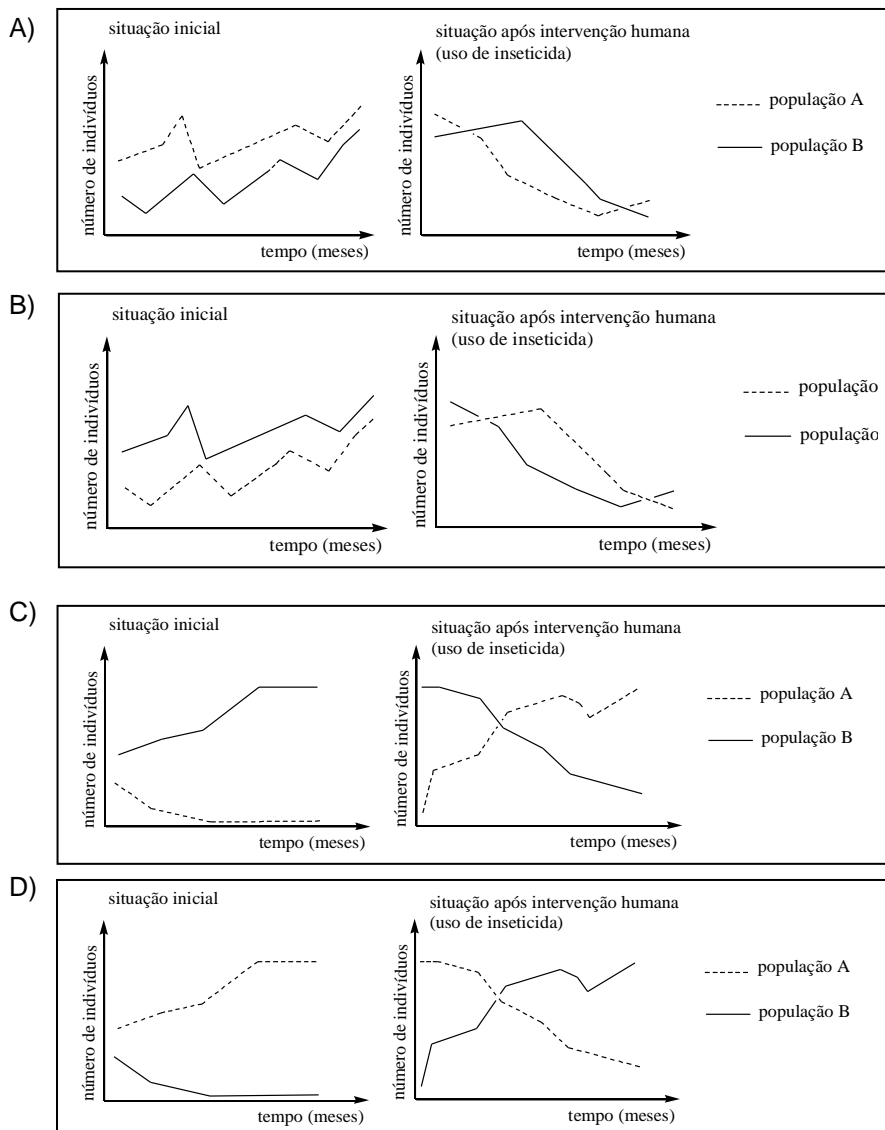 A)
situação inicial
situação após intervenção humana
(uso de inseticida)
número de indivíduos
tempo (meses)
número de indivíduos
tempo (meses)
população A
população B
B)
situação inicial
situação após intervenção humana
(uso de inseticida)
número de indivíduos
tempo (meses)
número de indivíduos
tempo (meses)
população
população
C)
situação inicial
situação após intervenção humana
(uso de inseticida)
número de indivíduos
tempo (meses)
número de indivíduos
tempo (meses)
população A
população B
D)
situação inicial
situação após intervenção humana
(uso de inseticida)
número de indivíduos
tempo (meses)
número de indivíduos
tempo (meses)
população A
população B